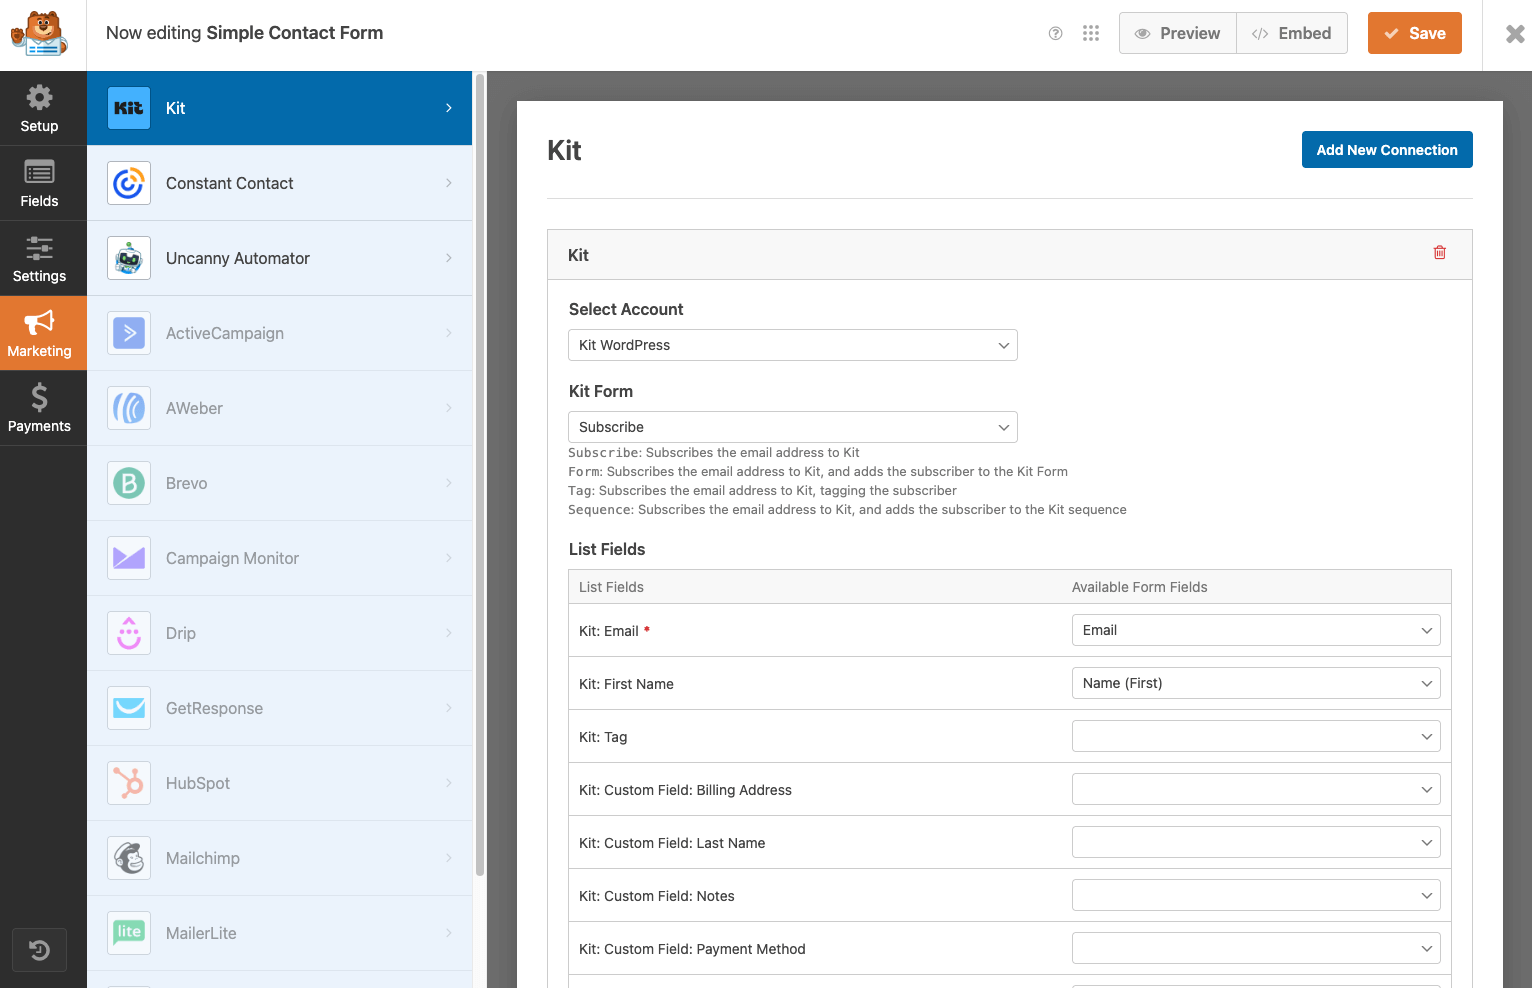 Now editing Simple Contact Form
Preview
Embed
Save
Setup
Fields
Settings
Marketing
Payments
Kit
Kit
Constant Contact
Uncanny Automator
ActiveCampaign
AWeber
B
Brevo
Campaign Monitor
Drip
GetResponse
HubSpot
Mailchimp
lite
MailerLite
Kit
Add New Connection
Kit
Select Account
Kit WordPress
Kit Form
Subscribe
Subscribe: Subscribes the email address to Kit
Form: Subscribes the email address to Kit, and adds the subscriber to the Kit Form
Tag: Subscribes the email address to Kit, tagging the subscriber
Sequence: Subscribes the email address to Kit, and adds the subscriber to the Kit sequence
List Fields
List Fields Available Form Fields
Kit: Email * Email
Kit: First Name Name (First)
Kit: Tag
Kit: Custom Field: Billing Address
Kit: Custom Field: Last Name
Kit: Custom Field: Notes
Kit: Custom Field: Payment Method